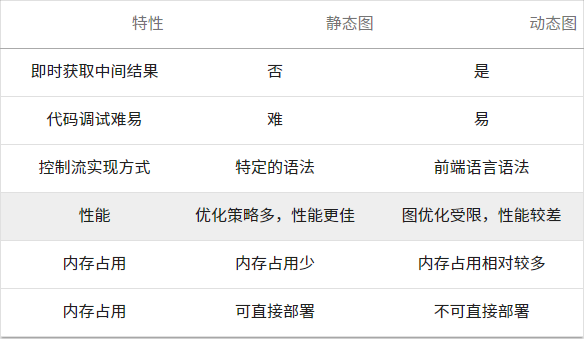 特性 静态图 动态图
即时获取中间结果 否 是
代码调试难易 难 易
控制流实现方式 特定的语法 前端语言语法
性能 优化策略多，性能更佳 图优化受限，性能较差
内存占用 内存占用少 内存占用相对较多
内存占用 可直接部署 不可直接部署